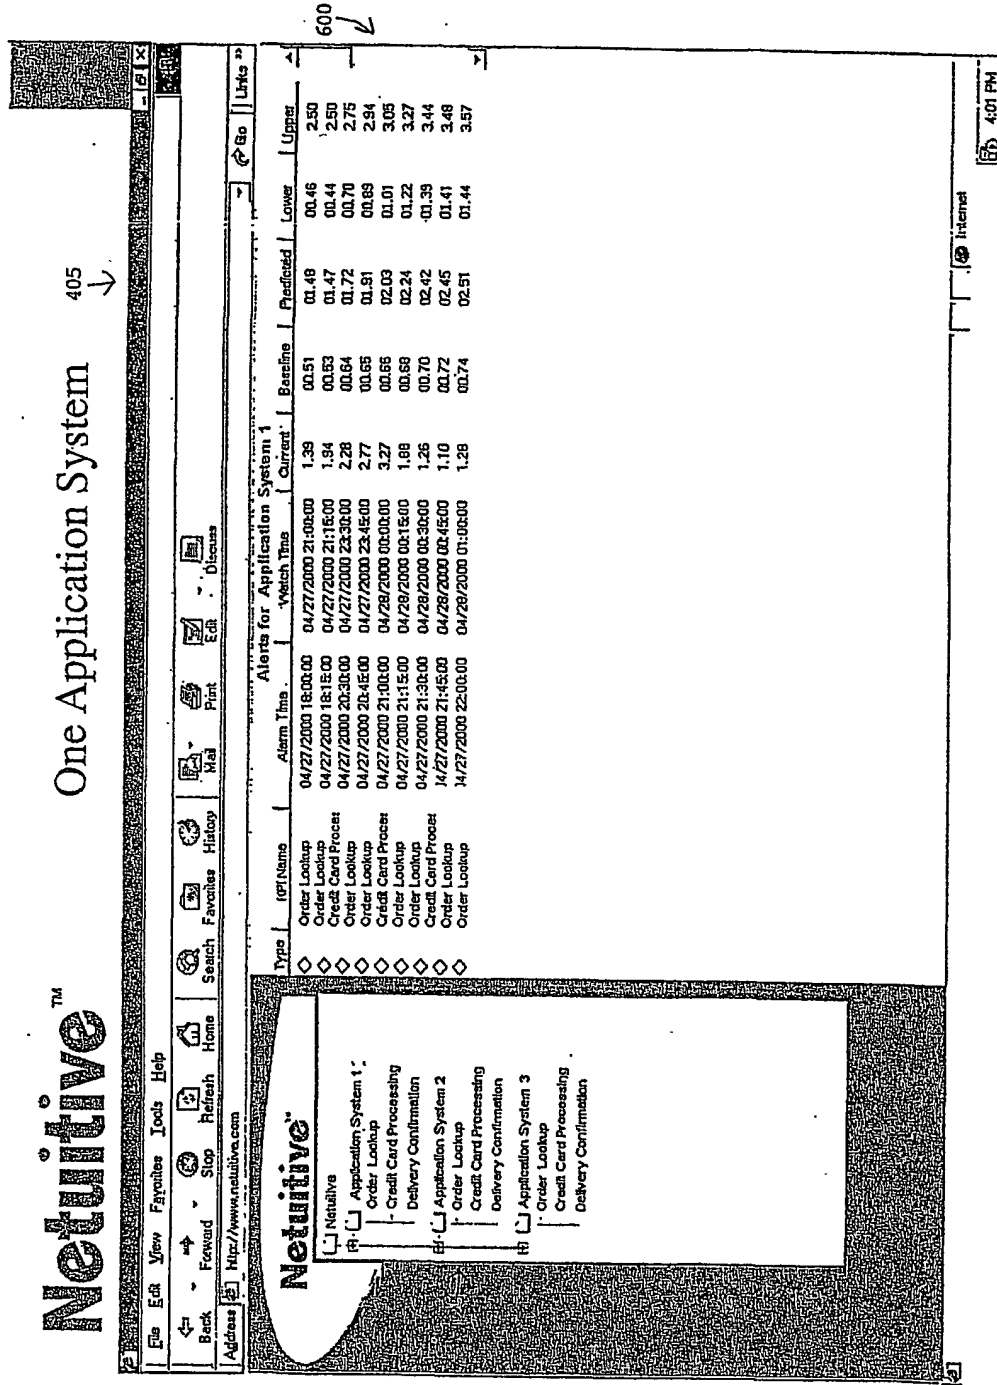 Netuitive™ One Application System 405
600
File Edit View Favorites Tools Help
Back Forward Stop Refresh Home Search Favorites History Mail Print Edit Discuss
Address http://www.netuitive.com Go Links »
Netuitive™
Netuitive
Application System 1
Order Lookup
Credit Card Processing
Delivery Confirmation
Application System 2
Order Lookup
Credit Card Processing
Delivery Confirmation
Application System 3
Order Lookup
Credit Card Processing
Delivery Confirmation
Alerts for Application System 1
Type KPI Name Alarm Time Watch Time Current Baseline Predicted Lower Upper
Order Lookup 04/27/2000 18:00:00 04/27/2000 21:00:00 1.39 00.51 01.48 00.46 2.50
Order Lookup 04/27/2000 18:15:00 04/27/2000 21:15:00 1.94 00.53 01.47 00.44 2.50
Credit Card Proces 04/27/2000 20:30:00 04/27/2000 23:30:00 2.28 00.64 01.72 00.70 2.75
Order Lookup 04/27/2000 20:45:00 04/27/2000 23:45:00 2.77 00.65 01.91 00.89 2.94
Credit Card Proces 04/27/2000 21:00:00 04/28/2000 00:00:00 3.27 00.66 02.03 01.01 3.05
Order Lookup 04/27/2000 21:15:00 04/28/2000 00:15:00 1.88 00.68 02.24 01.22 3.27
Order Lookup 04/27/2000 21:30:00 04/28/2000 00:30:00 1.26 00.70 02.42 01.39 3.44
Credit Card Proces 04/27/2000 21:45:00 04/28/2000 00:45:00 1.10 00.72 02.45 01.41 3.48
Order Lookup 04/27/2000 22:00:00 04/28/2000 01:00:00 1.28 00.74 02.51 01.44 3.57
Order Lookup
Internet
4:01 PM